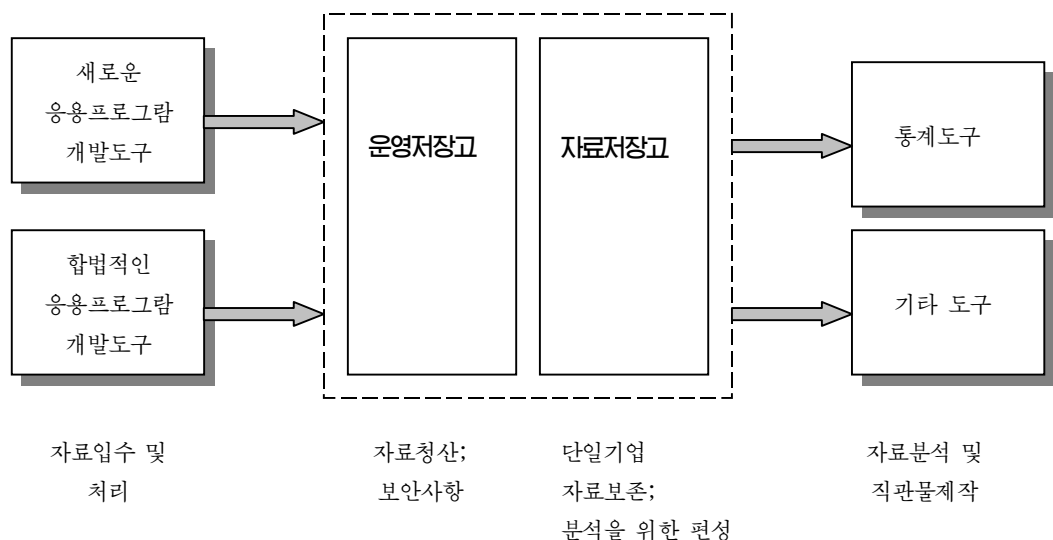 새로운
응용프로그람
개발도구
합법적인
응용프로그람
개발도구
운영저장고
자료저장고
통계도구
기타 도구
자료입수 및
처리
자료청산;
보안사항
단일기업
자료보존;
분석을 위한 편성
자료분석 및
직관물제작